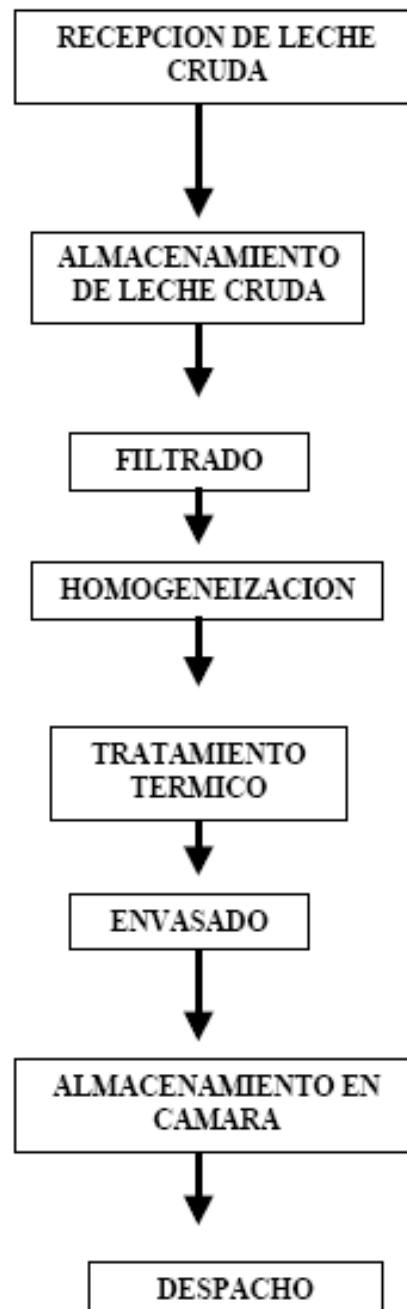 RECEPCION DE LECHE
CRUDA
ALMACENAMIENTO
DE LECHE CRUDA
FILTRADO
HOMOGENEIZACION
TRATAMIENTO
TERMICO
ENVASADO
ALMACENAMIENTO EN
CAMARA
DESPACHO